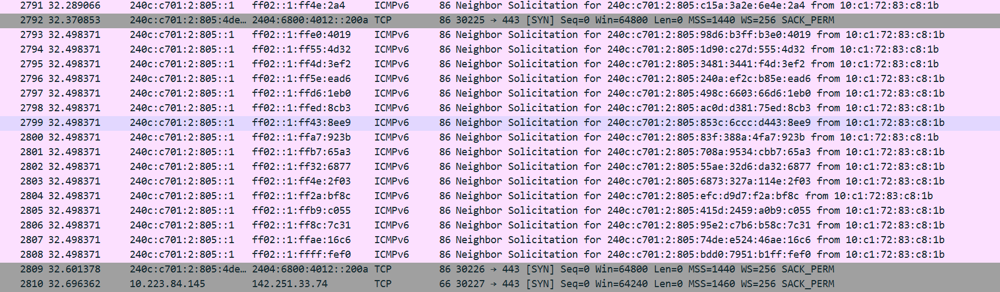 2791 32.289066 240c:c701:2:805::1 ff02::1:ff4e:2a4 ICMPv6 86 Neighbor Solicitation for 240c:c701:2:805:c15a:3a2e:6e4e:2a4 from 10:c1:72:83:c8:1b
2792 32.370853 240c:c701:2:805:4de… 2404:6800:4012::200a TCP 86 30225 → 443 [SYN] Seq=0 Win=64800 Len=0 MSS=1440 WS=256 SACK_PERM
2793 32.498371 240c:c701:2:805::1 ff02::1:ffe0:4019 ICMPv6 86 Neighbor Solicitation for 240c:c701:2:805:98d6:b3ff:b3e0:4019 from 10:c1:72:83:c8:1b
2794 32.498371 240c:c701:2:805::1 ff02::1:ff55:4d32 ICMPv6 86 Neighbor Solicitation for 240c:c701:2:805:1d90:c27d:555:4d32 from 10:c1:72:83:c8:1b
2795 32.498371 240c:c701:2:805::1 ff02::1:ff4d:3ef2 ICMPv6 86 Neighbor Solicitation for 240c:c701:2:805:3481:3441:f4d:3ef2 from 10:c1:72:83:c8:1b
2796 32.498371 240c:c701:2:805::1 ff02::1:ff5e:ead6 ICMPv6 86 Neighbor Solicitation for 240c:c701:2:805:240a:ef2c:b85e:ead6 from 10:c1:72:83:c8:1b
2797 32.498371 240c:c701:2:805::1 ff02::1:ffd6:1eb0 ICMPv6 86 Neighbor Solicitation for 240c:c701:2:805:498c:6603:66d6:1eb0 from 10:c1:72:83:c8:1b
2798 32.498371 240c:c701:2:805::1 ff02::1:ffed:8cb3 ICMPv6 86 Neighbor Solicitation for 240c:c701:2:805:ac0d:d381:75ed:8cb3 from 10:c1:72:83:c8:1b
2799 32.498371 240c:c701:2:805::1 ff02::1:ff43:8ee9 ICMPv6 86 Neighbor Solicitation for 240c:c701:2:805:853c:6ccc:d443:8ee9 from 10:c1:72:83:c8:1b
2800 32.498371 240c:c701:2:805::1 ff02::1:ffa7:923b ICMPv6 86 Neighbor Solicitation for 240c:c701:2:805:83f:388a:4fa7:923b from 10:c1:72:83:c8:1b
2801 32.498371 240c:c701:2:805::1 ff02::1:ffb7:65a3 ICMPv6 86 Neighbor Solicitation for 240c:c701:2:805:708a:9534:cbb7:65a3 from 10:c1:72:83:c8:1b
2802 32.498371 240c:c701:2:805::1 ff02::1:ff32:6877 ICMPv6 86 Neighbor Solicitation for 240c:c701:2:805:55ae:32d6:da32:6877 from 10:c1:72:83:c8:1b
2803 32.498371 240c:c701:2:805::1 ff02::1:ff4e:2f03 ICMPv6 86 Neighbor Solicitation for 240c:c701:2:805:6873:327a:114e:2f03 from 10:c1:72:83:c8:1b
2804 32.498371 240c:c701:2:805::1 ff02::1:ff2a:bf8c ICMPv6 86 Neighbor Solicitation for 240c:c701:2:805:efc:d9d7:f2a:bf8c from 10:c1:72:83:c8:1b
2805 32.498371 240c:c701:2:805::1 ff02::1:ffb9:c055 ICMPv6 86 Neighbor Solicitation for 240c:c701:2:805:415d:2459:a0b9:c055 from 10:c1:72:83:c8:1b
2806 32.498371 240c:c701:2:805::1 ff02::1:ff8c:7c31 ICMPv6 86 Neighbor Solicitation for 240c:c701:2:805:95e2:c7b6:b58c:7c31 from 10:c1:72:83:c8:1b
2807 32.498371 240c:c701:2:805::1 ff02::1:ffae:16c6 ICMPv6 86 Neighbor Solicitation for 240c:c701:2:805:74de:e524:46ae:16c6 from 10:c1:72:83:c8:1b
2808 32.498371 240c:c701:2:805::1 ff02::1:ffff:fef0 ICMPv6 86 Neighbor Solicitation for 240c:c701:2:805:bdd0:7951:b1ff:fef0 from 10:c1:72:83:c8:1b
2809 32.601378 240c:c701:2:805:4de… 2404:6800:4012::200a TCP 86 30226 → 443 [SYN] Seq=0 Win=64800 Len=0 MSS=1440 WS=256 SACK_PERM
2810 32.696362 10.223.84.145 142.251.33.74 TCP 66 30227 → 443 [SYN] Seq=0 Win=64240 Len=0 MSS=1460 WS=256 SACK_PERM